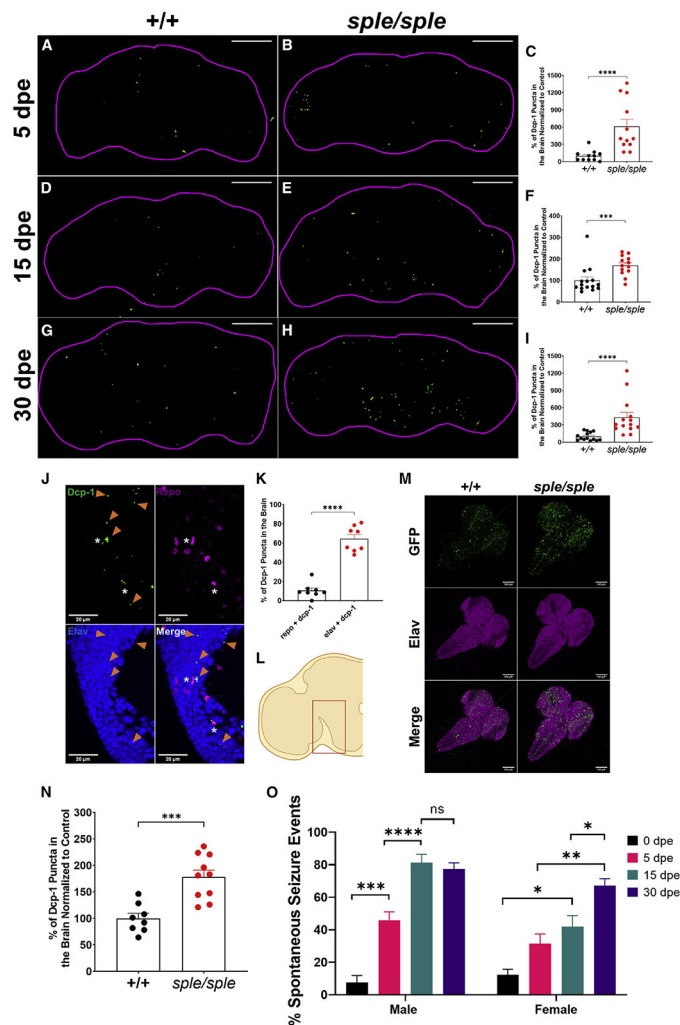 +/+
sple/sple
5 dpe
A
B
C
% of Dcp-1 Puncta in
the Brain Normalized to Control
1500
1200
900
600
300
0
****
+/+
sple/sple
15 dpe
D
E
F
% of Dcp-1 Puncta in
the Brain Normalized to Control
400
300
200
100
0
***
+/+
sple/sple
30 dpe
G
H
I
% of Dcp-1 Puncta in
the Brain Normalized to Control
1500
1200
900
600
300
0
****
+/+
sple/sple
J
Dcp-1
Repo
*
*
*
*
20 µm
20 µm
Elav
Merge
*
*
20 µm
20 µm
K
% of Dcp-1 Puncta in the Brain
100
80
60
40
20
0
****
repo + dcp-1
elav + dcp-1
L
M
+/+
sple/sple
GFP
Elav
Merge
N
% of Dcp-1 Puncta in
the Brain Normalized to Control
300
250
200
150
100
50
0
***
+/+
sple/sple
O
% Spontaneous Seizure Events
100
80
60
40
20
0
***
****
ns
*
**
*
Male
Female
0 dpe
5 dpe
15 dpe
30 dpe